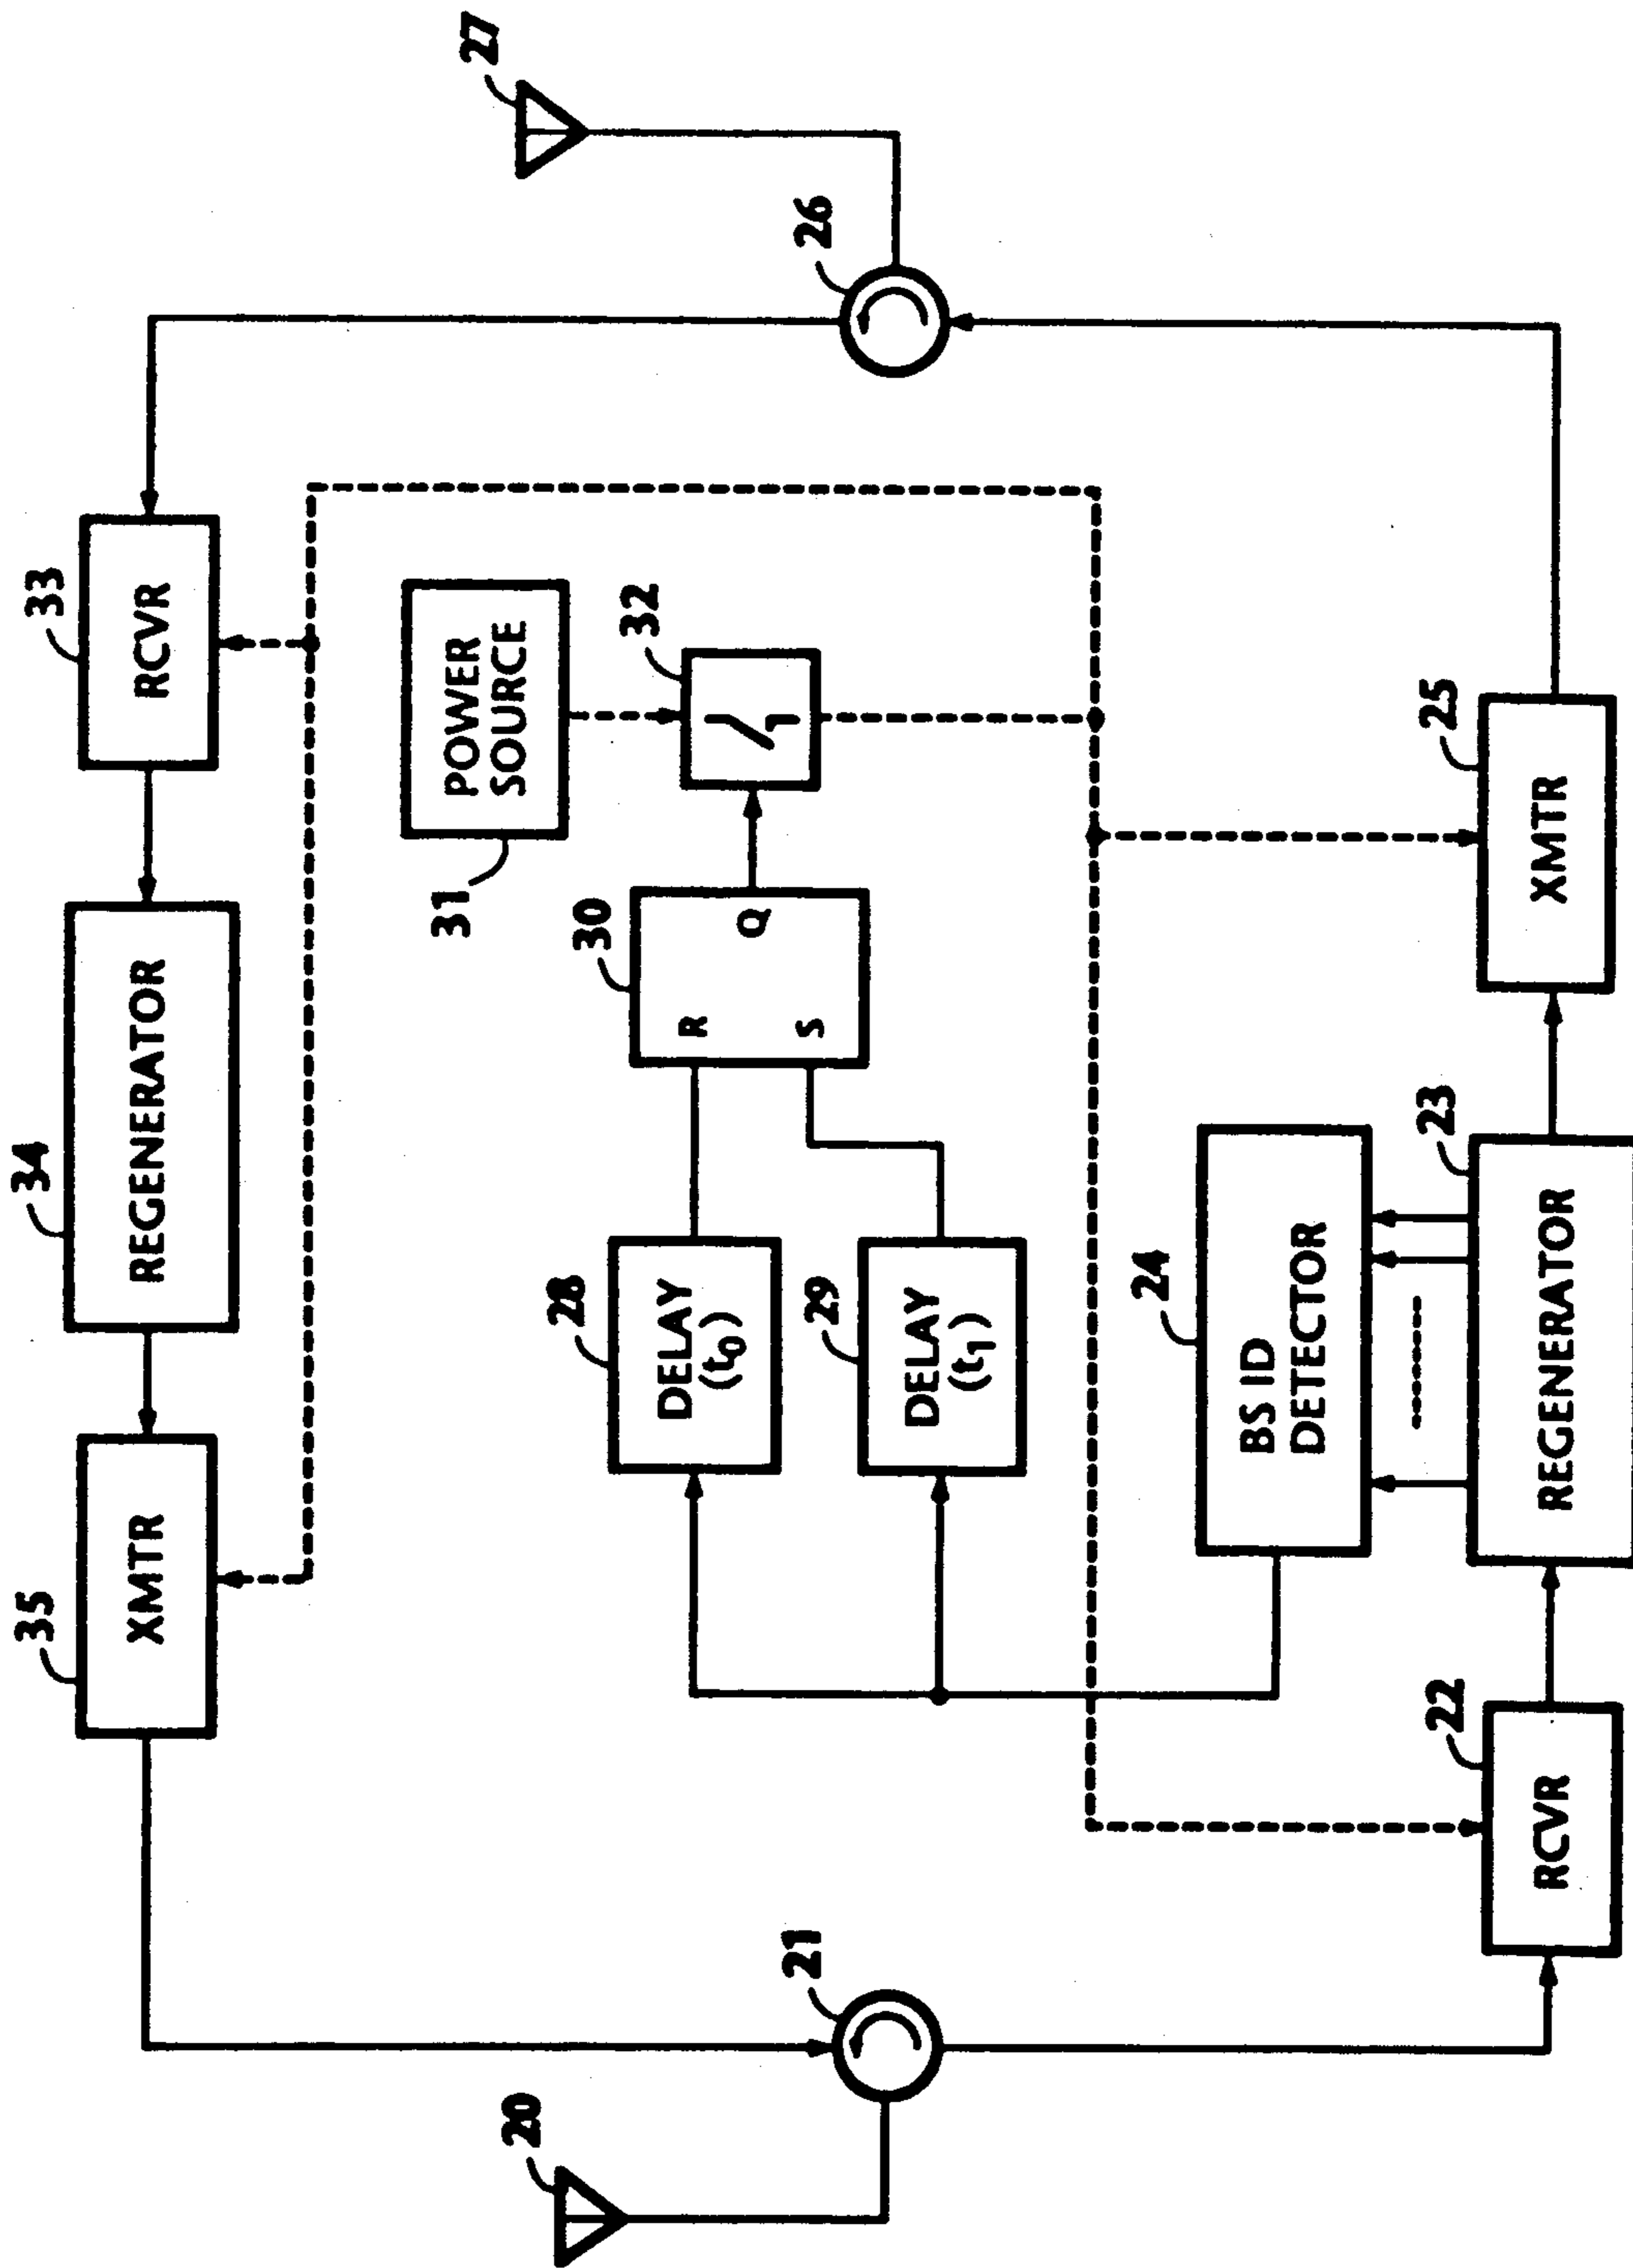 35
XMTR
34
REGENERATOR
33
RCVR
31
POWER
SOURCE
32
28
DELAY
(t₀)
30
R
S
Q
29
DELAY
(t₁)
20
21
26
27
24
BS ID
DETECTOR
22
RCVR
23
REGENERATOR
25
XMTR